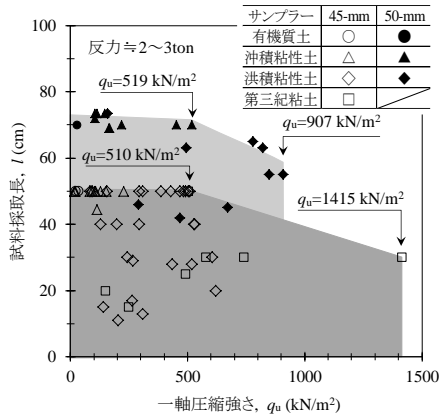 サンプラー 45-mm 50-mm
有機質土
沖積粘性土
洪積粘性土
第三紀粘土
反力≒2～3ton
qu=519 kN/m2
qu=907 kN/m2
qu=510 kN/m2
qu=1415 kN/m2
試料採取長, l (cm)
100
80
60
40
20
0
0 500 1000 1500
一軸圧縮強さ, qu (kN/m2)